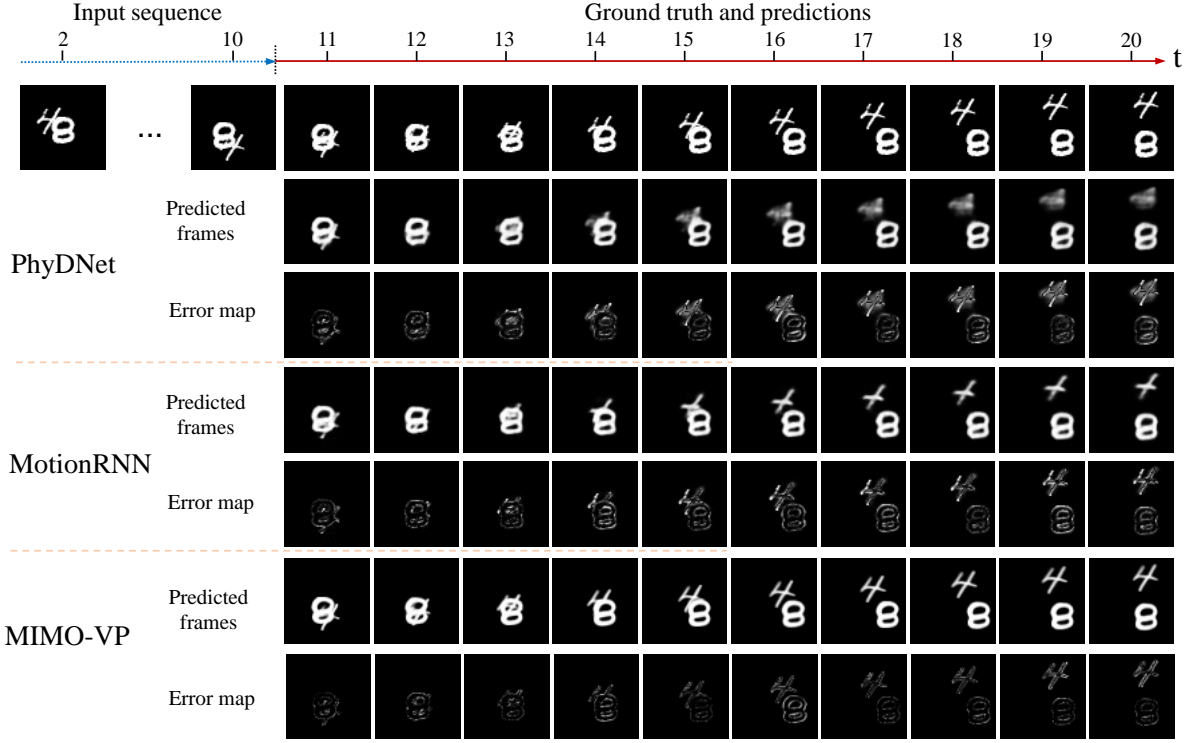 Input sequence
Ground truth and predictions
2 10 11 12 13 14 15 16 17 18 19 20
t
...
Predicted
frames
PhyDNet
Error map
Predicted
frames
MotionRNN
Error map
Predicted
frames
MIMO-VP
Error map